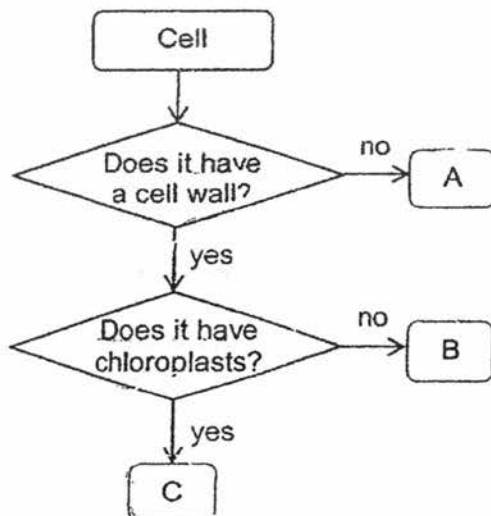 Cell
Does it have
a cell wall?
no
A
yes
Does it have
chloroplasts?
no
B
yes
C